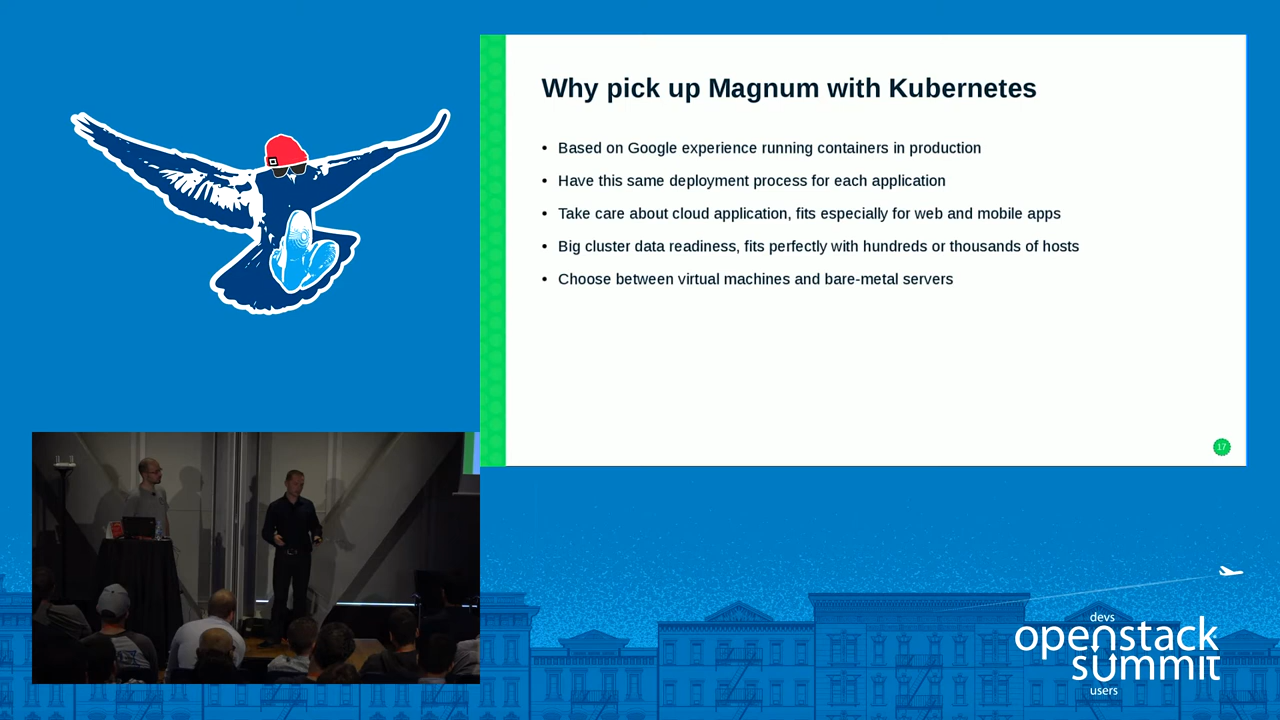 Why pick up Magnum with Kubernetes
• Based on Google experience running containers in production
• Have this same deployment process for each application
• Take care about cloud application, fits especially for web and mobile apps
• Big cluster data readiness, fits perfectly with hundreds or thousands of hosts
• Choose between virtual machines and bare-metal servers
17
devs
openstack
summit
users